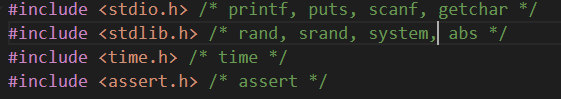 #include <stdio.h> /* printf, puts, scanf, getchar */
#include <stdlib.h> /* rand, srand, system, abs */
#include <time.h> /* time */
#include <assert.h> /* assert */